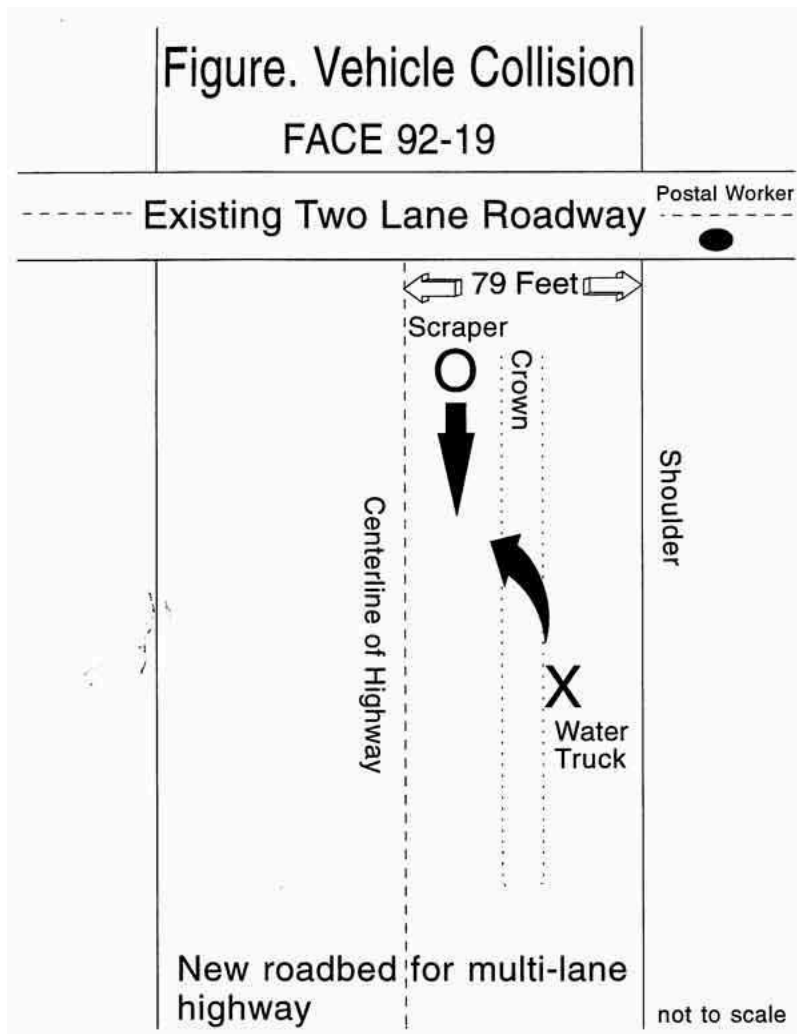 Figure. Vehicle Collision
FACE 92-19
Postal Worker
Existing Two Lane Roadway
79 Feet
Scraper
O
Crown
Shoulder
Centerline of Highway
X
Water
Truck
New roadbed for multi-lane
highway
not to scale